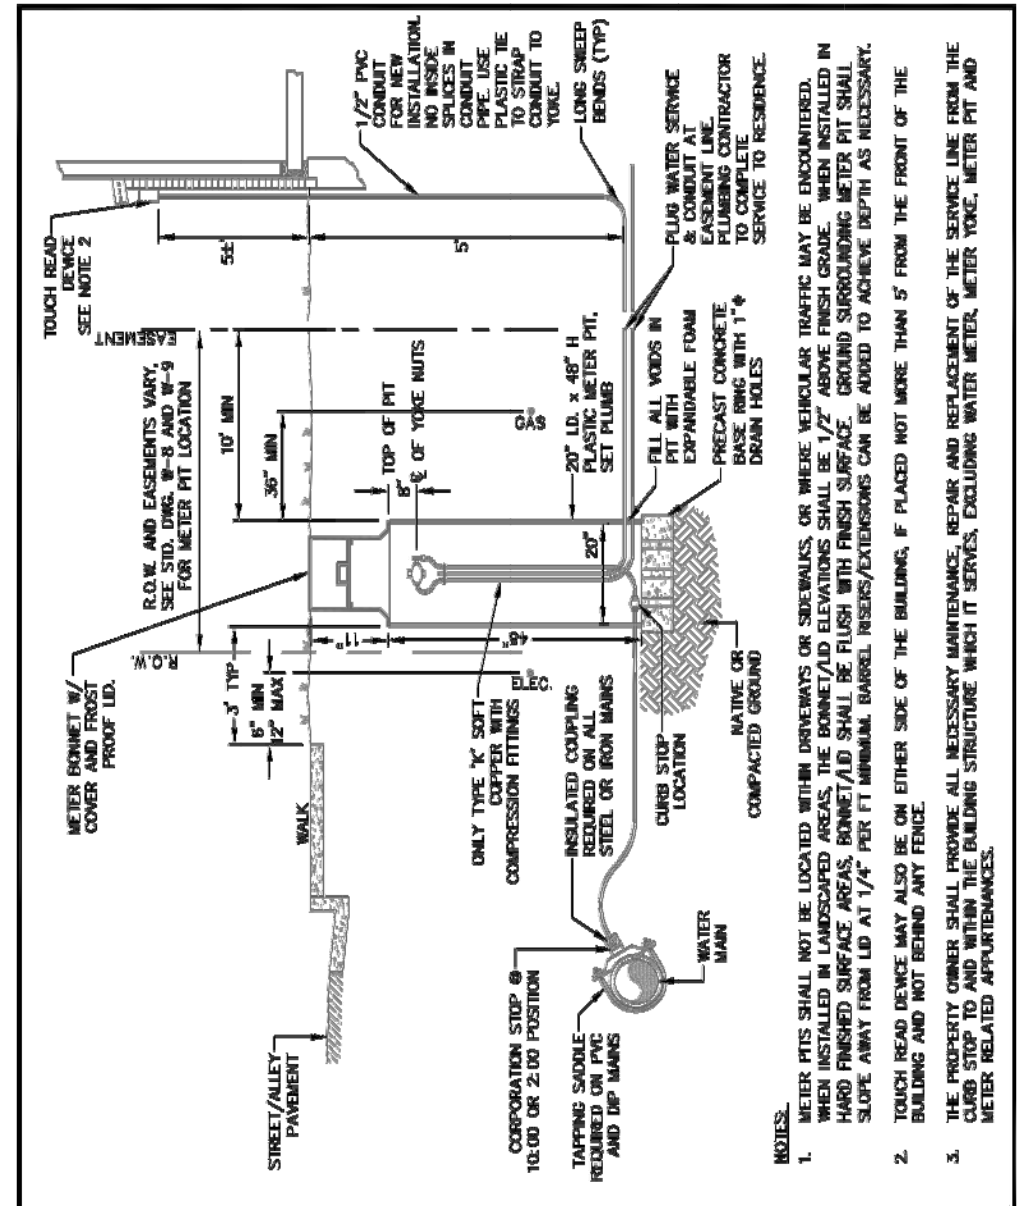 TOUCH READ
DEVICE
SEE NOTE 2
1/2" PVC
CONDUIT
FOR NEW
INSTALLATION.
NO INSIDE
SPLICES IN
CONDUIT
PIPE. USE
PLASTIC TIE
TO STRAP
CONDUIT TO
YOKE.
LONG SWEEP
BENDS (TYP)
5'±
5'
EASEMENT
R.O.W. AND EASEMENTS VARY.
SEE STD. DWG. W-8 AND W-9
FOR METER PIT LOCATION
10' MIN
36" MIN
GAS
PLUG WATER SERVICE
& CONDUIT AT
EASEMENT LINE.
PLUMBING CONTRACTOR
TO COMPLETE
SERVICE TO RESIDENCE.
METER BONNET W/
COVER AND FROST
PROOF LID.
TOP OF PIT
8"
℄ OF YOKE NUTS
20" I.D. x 48" H
PLASTIC METER PIT,
SET PLUMB
FILL ALL VOIDS IN
PIT WITH
EXPANDABLE FOAM
PRECAST CONCRETE
BASE RING WITH 1"ϕ
DRAIN HOLES
R.O.W.
3' TYP
6" MIN
12" MAX
11"
48"
20"
ELEC.
WALK
ONLY TYPE "K" SOFT
COPPER WITH
COMPRESSION FITTINGS
INSULATED COUPLING
REQUIRED ON ALL
STEEL OR IRON MAINS
CURB STOP
LOCATION
NATIVE OR
COMPACTED GROUND
STREET/ALLEY
PAVEMENT
CORPORATION STOP @
10:00 OR 2:00 POSITION
TAPPING SADDLE
REQUIRED ON PVC
AND DIP MAINS
WATER
MAIN
NOTES:
1. METER PITS SHALL NOT BE LOCATED WITHIN DRIVEWAYS OR SIDEWALKS, OR WHERE VEHICULAR TRAFFIC MAY BE ENCOUNTERED.
WHEN INSTALLED IN LANDSCAPED AREAS, THE BONNET/LID ELEVATIONS SHALL BE 1/2" ABOVE FINISH GRADE. WHEN INSTALLED IN
HARD FINISHED SURFACE AREAS, BONNET/LID SHALL BE FLUSH WITH FINISH SURFACE. GROUND SURROUNDING METER PIT SHALL
SLOPE AWAY FROM LID AT 1/4" PER FT MINIMUM. BARREL RISERS/EXTENSIONS CAN BE ADDED TO ACHIEVE DEPTH AS NECESSARY.
2. TOUCH READ DEVICE MAY ALSO BE ON EITHER SIDE OF THE BUILDING, IF PLACED NOT MORE THAN 5' FROM THE FRONT OF THE
BUILDING AND NOT BEHIND ANY FENCE.
3. THE PROPERTY OWNER SHALL PROVIDE ALL NECESSARY MAINTENANCE, REPAIR AND REPLACEMENT OF THE SERVICE LINE FROM THE
CURB STOP TO AND WITHIN THE BUILDING STRUCTURE WHICH IT SERVES, EXCLUDING WATER METER, METER YOKE, METER PIT AND
METER RELATED APPURTENANCES.